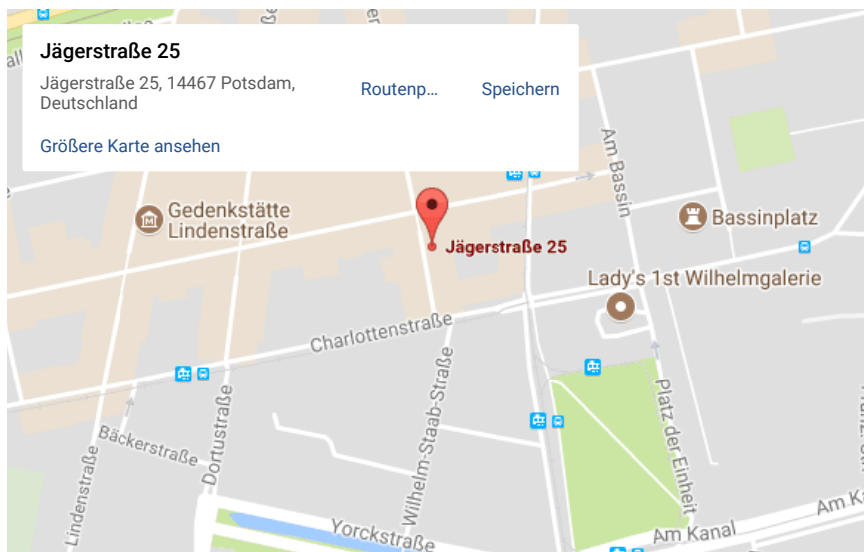 Jägerstraße 25
Jägerstraße 25, 14467 Potsdam,
Deutschland
Routenp...
Speichern
Größere Karte ansehen
Am Bassin
Gedenkstätte
Lindenstraße
Bassinplatz
Jägerstraße 25
Lady's 1st Wilhelmgalerie
Charlottenstraße
Wilhelm-Staab-Straße
Platz der Einheit
Dortustraße
Bäckerstraße
Lindenstraße
Yorckstraße
Am Kanal
Am K